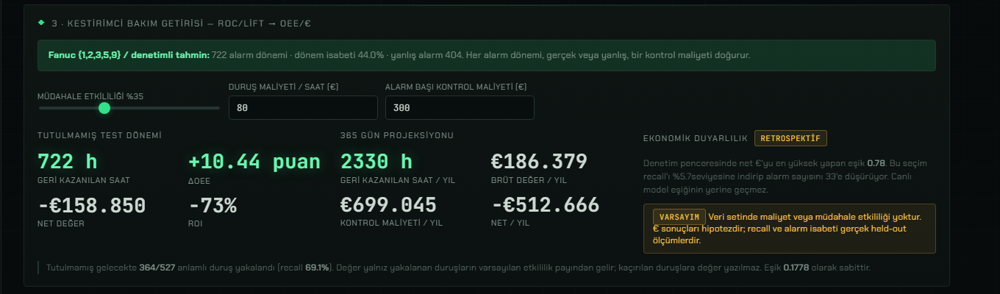 3 · KESTİRİMCİ BAKIM GETİRİSİ — ROC/LİFT → OEE/€
Fanuc {1,2,3,5,9} / denetimli tahmin: 722 alarm dönemi · dönem isabeti 44.0% · yanlış alarm 404. Her alarm dönemi, gerçek veya yanlış, bir kontrol maliyeti doğurur.
MÜDAHALE ETKİLİLİĞİ %35
DURUŞ MALİYETİ / SAAT (€)
80
ALARM BAŞI KONTROL MALİYETİ (€)
300
TUTULMAMIŞ TEST DÖNEMİ
722 h
GERİ KAZANILAN SAAT
+10.44 puan
ΔOEE
-€158.850
NET DEĞER
-73%
ROI
365 GÜN PROJEKSİYONU
2330 h
GERİ KAZANILAN SAAT / YIL
€186.379
BRÜT DEĞER / YIL
€699.045
KONTROL MALİYETİ / YIL
-€512.666
NET / YIL
EKONOMİK DUYARLILIK RETROSPEKTİF
Denetim penceresinde net €'yu en yüksek yapan eşik 0.78. Bu seçim
recall'ı %5.7seviyesine indirip alarm sayısını 33'e düşürüyor. Canlı
model eşiğinin yerine geçmez.
VARSAYIM Veri setinde maliyet veya müdahale etkililiği yoktur.
€ sonuçları hipotezdir; recall ve alarm isabeti gerçek held-out
ölçümlerdir.
Tutulmamış gelecekte 364/527 anlamlı duruş yakalandı (recall 69.1%). Değer yalnız yakalanan duruşların varsayılan etkililik payından gelir; kaçırılan duruşlara değer yazılmaz. Eşik 0.1778 olarak sabittir.